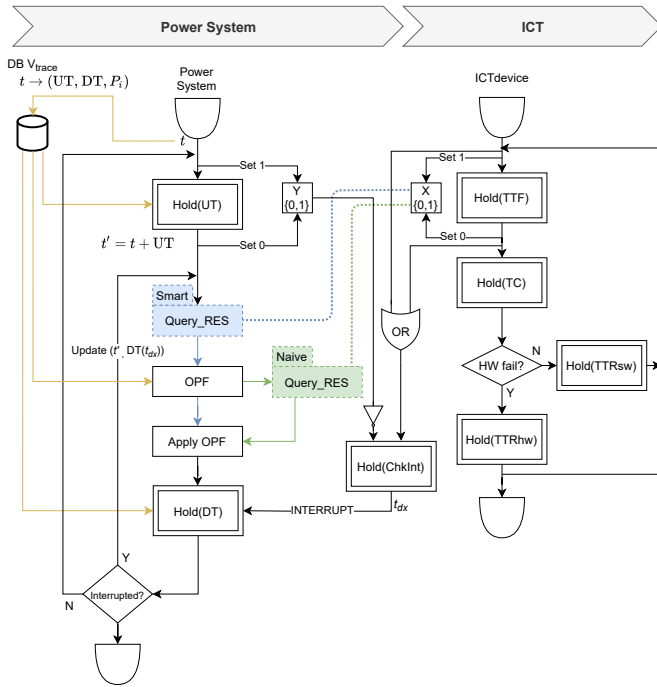 Power System
ICT
DB V_trace
t → (UT, DT, P_i)
Power
System
ICTdevice
t
Set 1
Set 1
Y
{0,1}
X
{0,1}
Hold(UT)
Hold(TTF)
t' = t + UT
Set 0
Set 0
Hold(TC)
Smart
Query_RES
OR
Update (t', DT(t_dx))
Naive
HW fail?
N
Hold(TTRsw)
OPF
Query_RES
Y
Apply OPF
Hold(TTRhw)
Hold(ChkInt)
Hold(DT)
INTERRUPT
t_dx
Y
N
Interrupted?